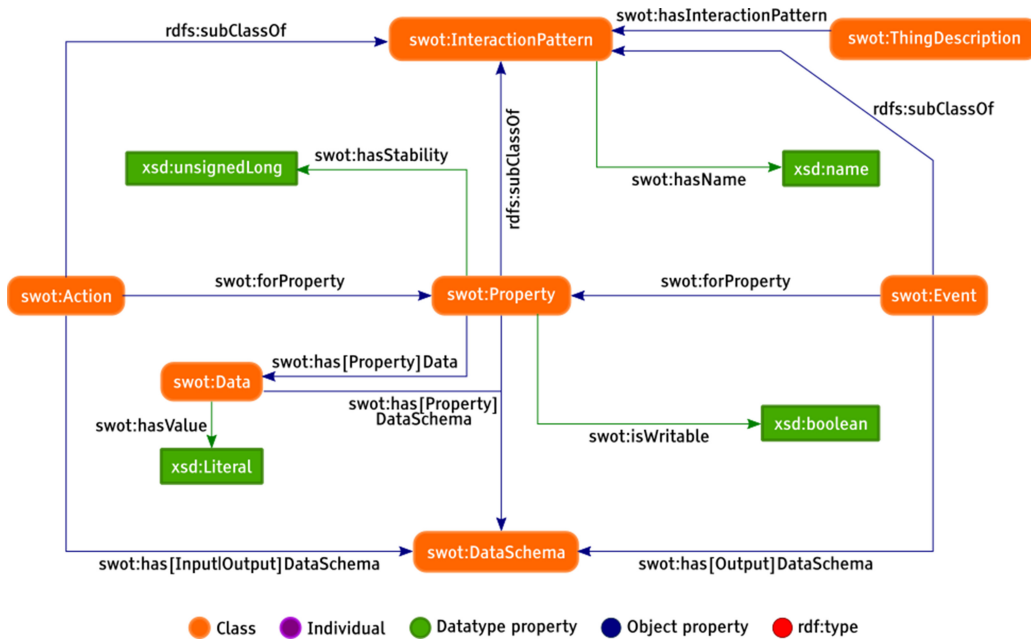 swot:hasInteractionPattern
rdfs:subClassOf
swot:InteractionPattern
swot:ThingDescription
rdfs:subClassOf
swot:hasStability
xsd:unsignedLong
rdfs:subClassOf
xsd:name
swot:hasName
swot:forProperty
swot:forProperty
swot:Action
swot:Property
swot:Event
swot:has[Property]Data
swot:Data
swot:has[Property]
DataSchema
swot:hasValue
xsd:boolean
swot:isWritable
xsd:Literal
swot:DataSchema
swot:has[Input|Output]DataSchema
swot:has[Output]DataSchema
Class
Individual
Datatype property
Object property
rdf:type